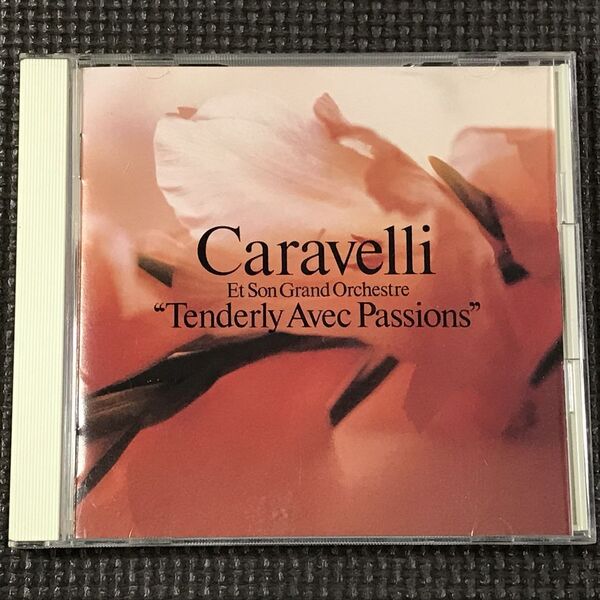 Caravelli
Et Son Grand Orchestre
“Tenderly Avec Passions”